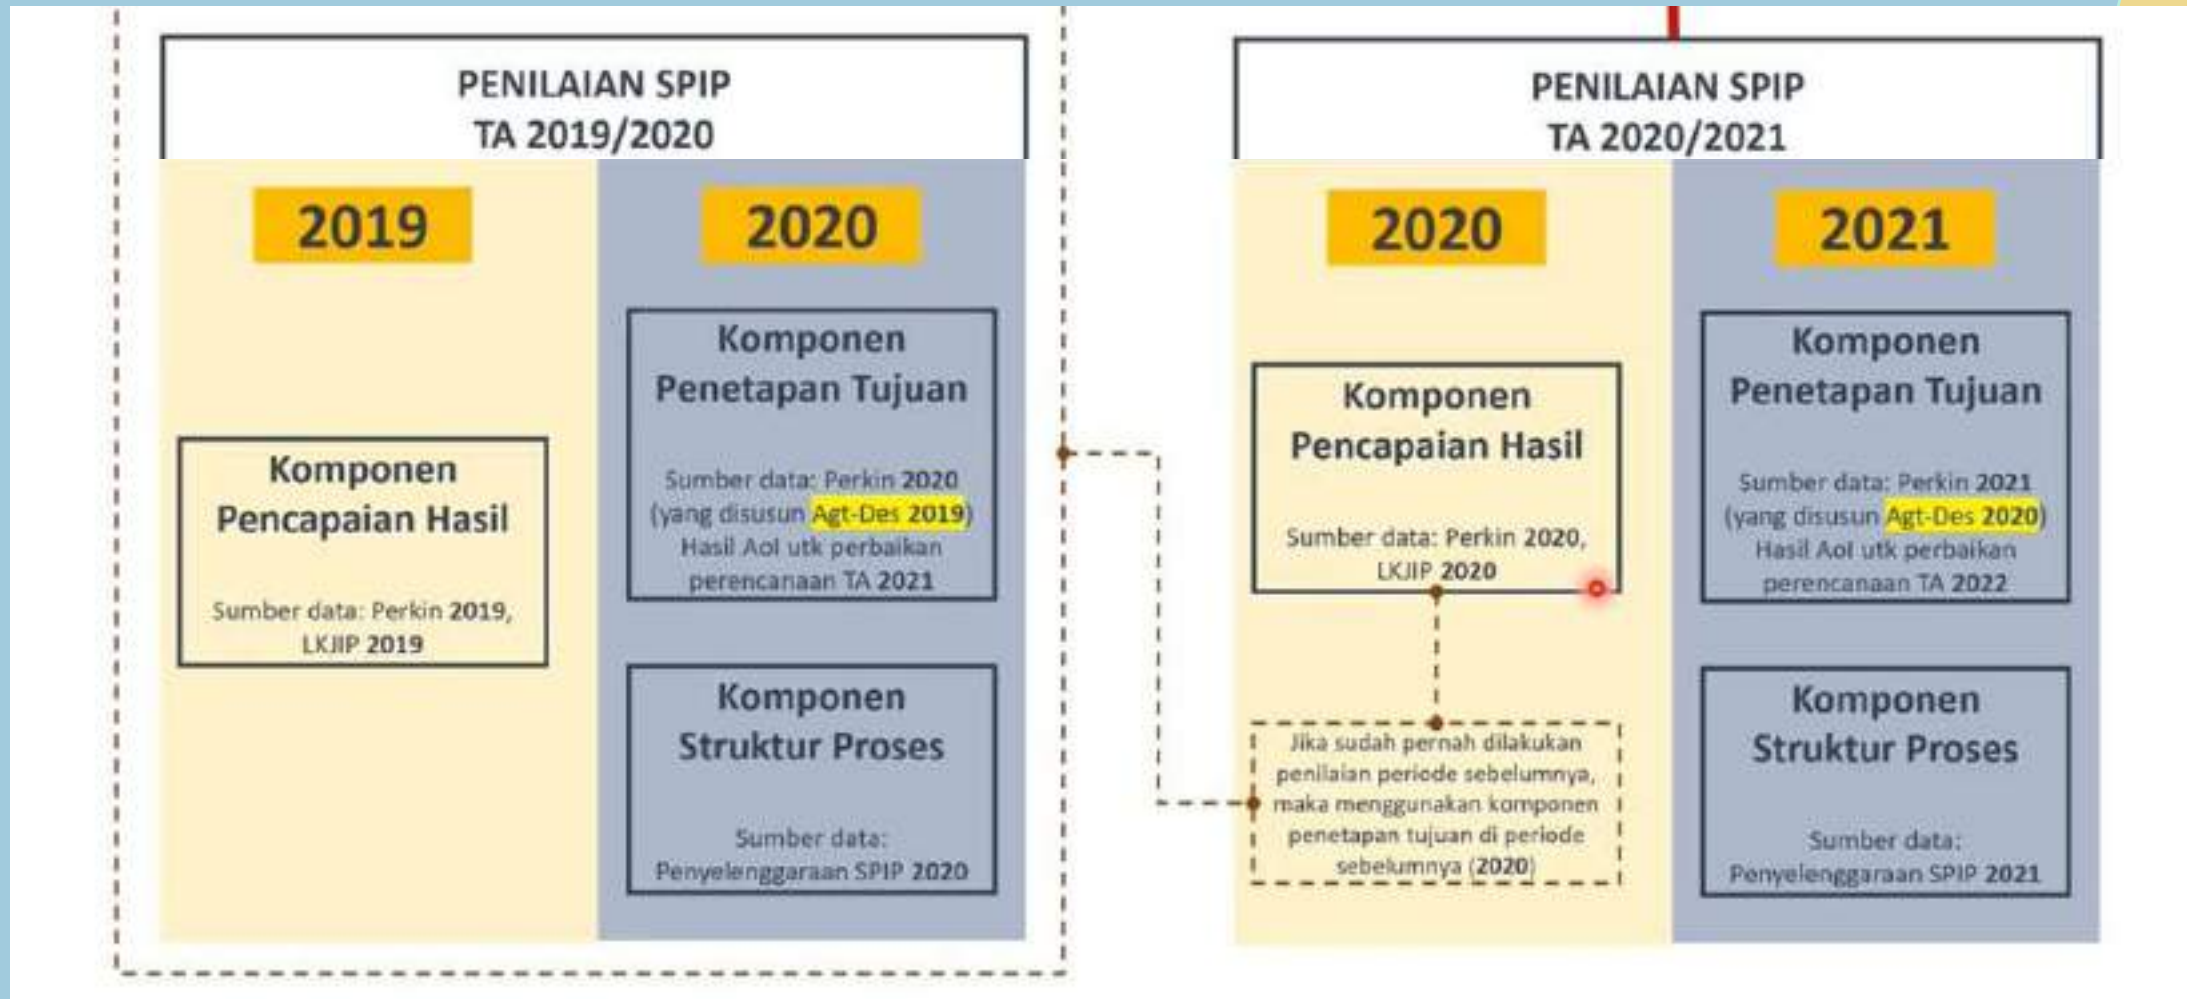 PENILAIAN SPIP
TA 2019/2020
2019
Komponen
Pencapaian Hasil
Sumber data: Perkin 2019,
LKJIP 2019
2020
Komponen
Penetapan Tujuan
Sumber data: Perkin 2020
(yang disusun Agt-Des 2019)
Hasil AoI utk perbaikan
perencanaan TA 2021
Komponen
Struktur Proses
Sumber data:
Penyelenggaraan SPIP 2020
PENILAIAN SPIP
TA 2020/2021
2020
Komponen
Pencapaian Hasil
Sumber data: Perkin 2020,
LKJIP 2020
Jika sudah pernah dilakukan
penilaian periode sebelumnya,
maka menggunakan komponen
penetapan tujuan di periode
sebelumnya (2020)
2021
Komponen
Penetapan Tujuan
Sumber data: Perkin 2021
(yang disusun Agt-Des 2020)
Hasil AoI utk perbaikan
perencanaan TA 2022
Komponen
Struktur Proses
Sumber data:
Penyelenggaraan SPIP 2021